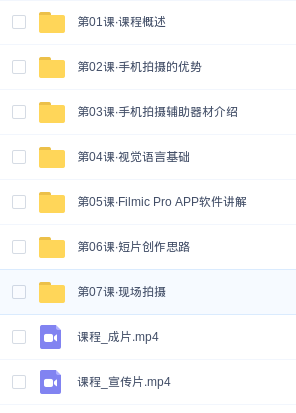 第01课·课程概述
第02课·手机拍摄的优势
第03课·手机拍摄辅助器材介绍
第04课·视觉语言基础
第05课·Filmic Pro APP软件讲解
第06课·短片创作思路
第07课·现场拍摄
课程_成片.mp4
课程_宣传片.mp4